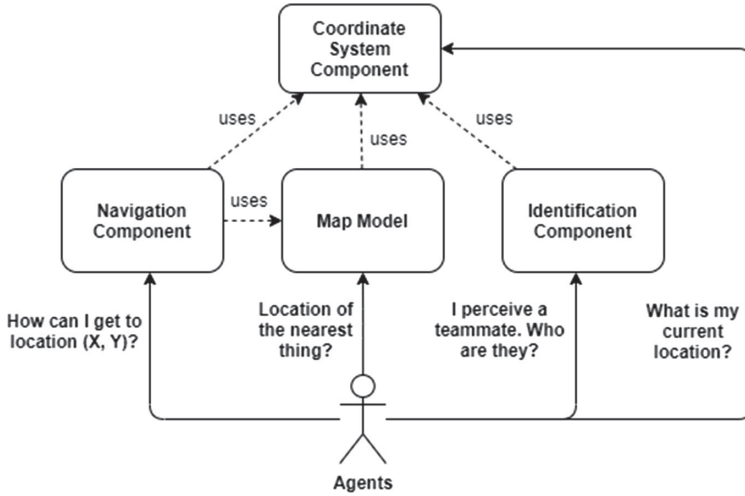 Coordinate
System
Component
uses
uses
uses
Navigation
Component
uses
Map Model
Identification
Component
How can I get to
location (X, Y)?
Location of
the nearest
thing?
I perceive a
teammate. Who
are they?
What is my
current
location?
Agents